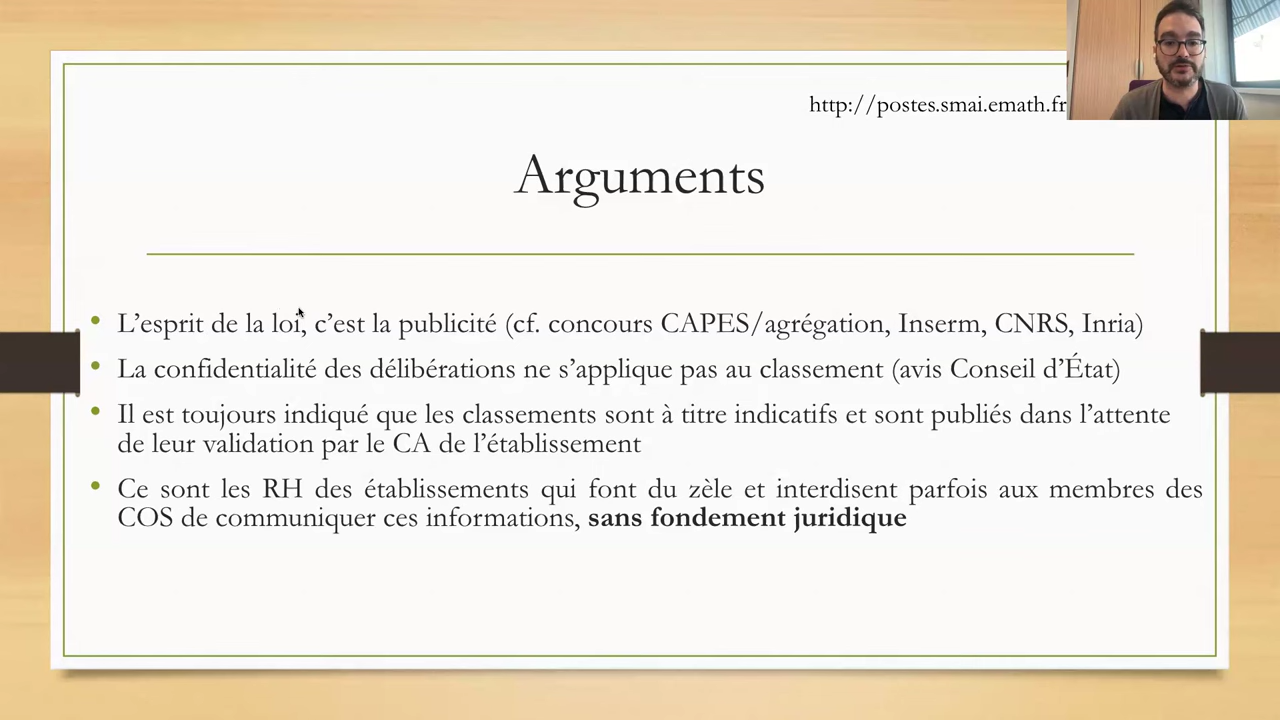 http://postes.smai.emath.fr
Arguments
• L’esprit de la loi, c’est la publicité (cf. concours CAPES/agrégation, Inserm, CNRS, Inria)
• La confidentialité des délibérations ne s’applique pas au classement (avis Conseil d’État)
• Il est toujours indiqué que les classements sont à titre indicatifs et sont publiés dans l’attente
de leur validation par le CA de l’établissement
• Ce sont les RH des établissements qui font du zèle et interdisent parfois aux membres des
COS de communiquer ces informations, sans fondement juridique